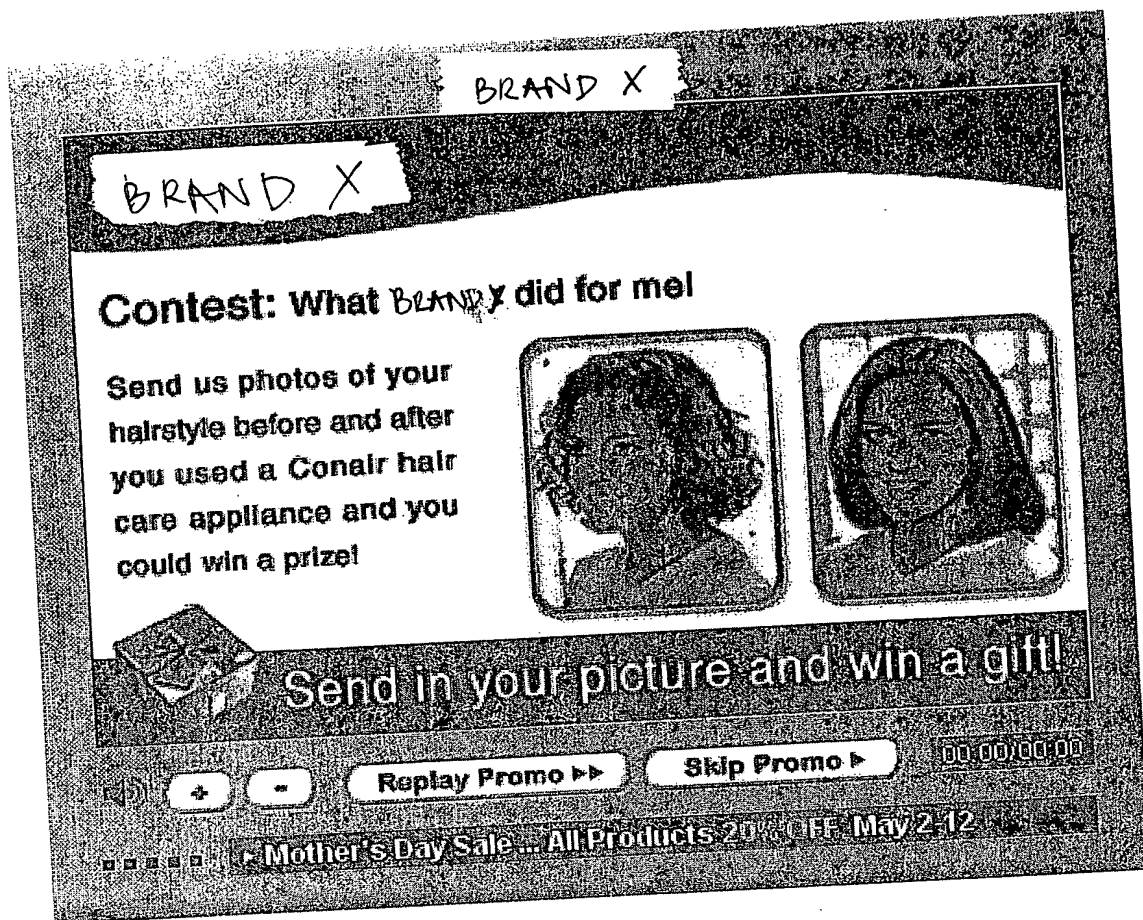 BRAND X
BRAND X
Contest: What BRAND X did for me!
Send us photos of your
hairstyle before and after
you used a Conair hair
care appliance and you
could win a prize!
Send in your picture and win a gift!
+
-
Replay Promo
Skip Promo
00:00/00:00
Mother's Day Sale ... All Products 20% OFF May 2-12